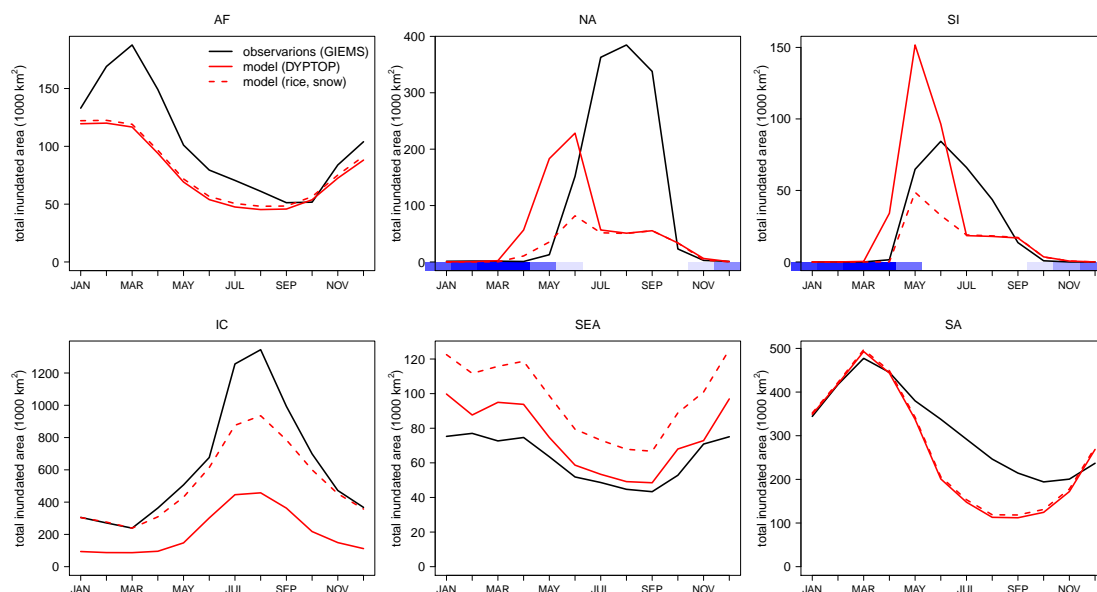 AF
total inundated area (1000 km²)
150
100
50
0
JAN MAR MAY JUL SEP NOV
observarions (GIEMS)
model (DYPTOP)
model (rice, snow)
NA
total inundated area (1000 km²)
400
300
200
100
0
JAN MAR MAY JUL SEP NOV
SI
total inundated area (1000 km²)
150
100
50
0
JAN MAR MAY JUL SEP NOV
IC
total inundated area (1000 km²)
1200
1000
800
600
400
200
0
JAN MAR MAY JUL SEP NOV
SEA
total inundated area (1000 km²)
120
100
80
60
40
20
0
JAN MAR MAY JUL SEP NOV
SA
total inundated area (1000 km²)
500
400
300
200
100
0
JAN MAR MAY JUL SEP NOV